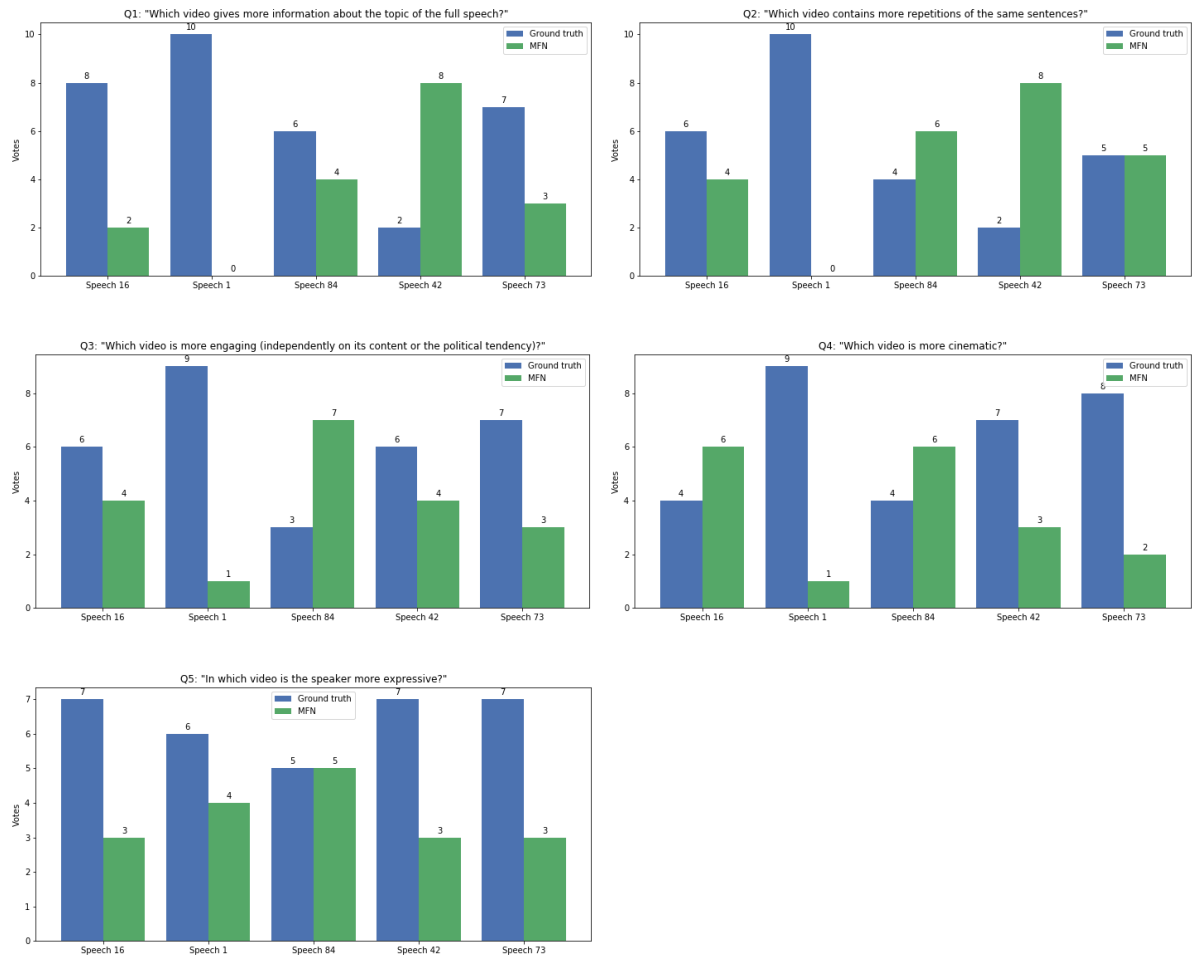 Q1: "Which video gives more information about the topic of the full speech?"
10
Ground truth
MFN
10
8
8
8
7
6
6
6
4
4
4
3
2
2
2
2
0
0
Votes
Speech 16
Speech 1
Speech 84
Speech 42
Speech 73
Q2: "Which video contains more repetitions of the same sentences?"
10
Ground truth
MFN
10
8
8
6
6
6
5
5
4
4
4
2
2
0
0
Votes
Speech 16
Speech 1
Speech 84
Speech 42
Speech 73
Q3: "Which video is more engaging (independently on its content or the political tendency)?"
9
Ground truth
MFN
8
7
7
6
6
6
4
4
4
3
3
2
1
0
Votes
Speech 16
Speech 1
Speech 84
Speech 42
Speech 73
Q4: "Which video is more cinematic?"
9
Ground truth
MFN
8
8
7
6
6
6
4
4
4
3
2
2
1
0
Votes
Speech 16
Speech 1
Speech 84
Speech 42
Speech 73
Q5: "In which video is the speaker more expressive?"
7
7
7
Ground truth
MFN
7
6
6
5
5
5
4
4
3
3
3
3
2
1
0
Votes
Speech 16
Speech 1
Speech 84
Speech 42
Speech 73